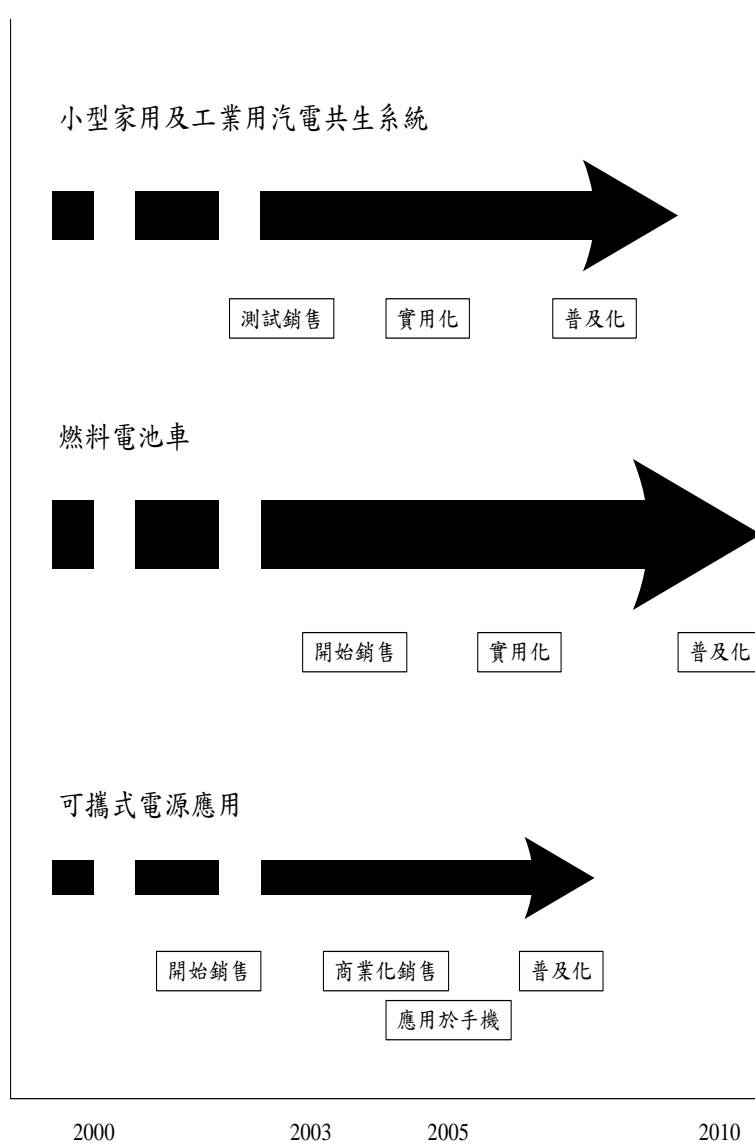 小型家用及工業用汽電共生系統
測試銷售 實用化 普及化
燃料電池車
開始銷售 實用化 普及化
可攜式電源應用
開始銷售 商業化銷售 普及化
應用於手機
2000 2003 2005 2010